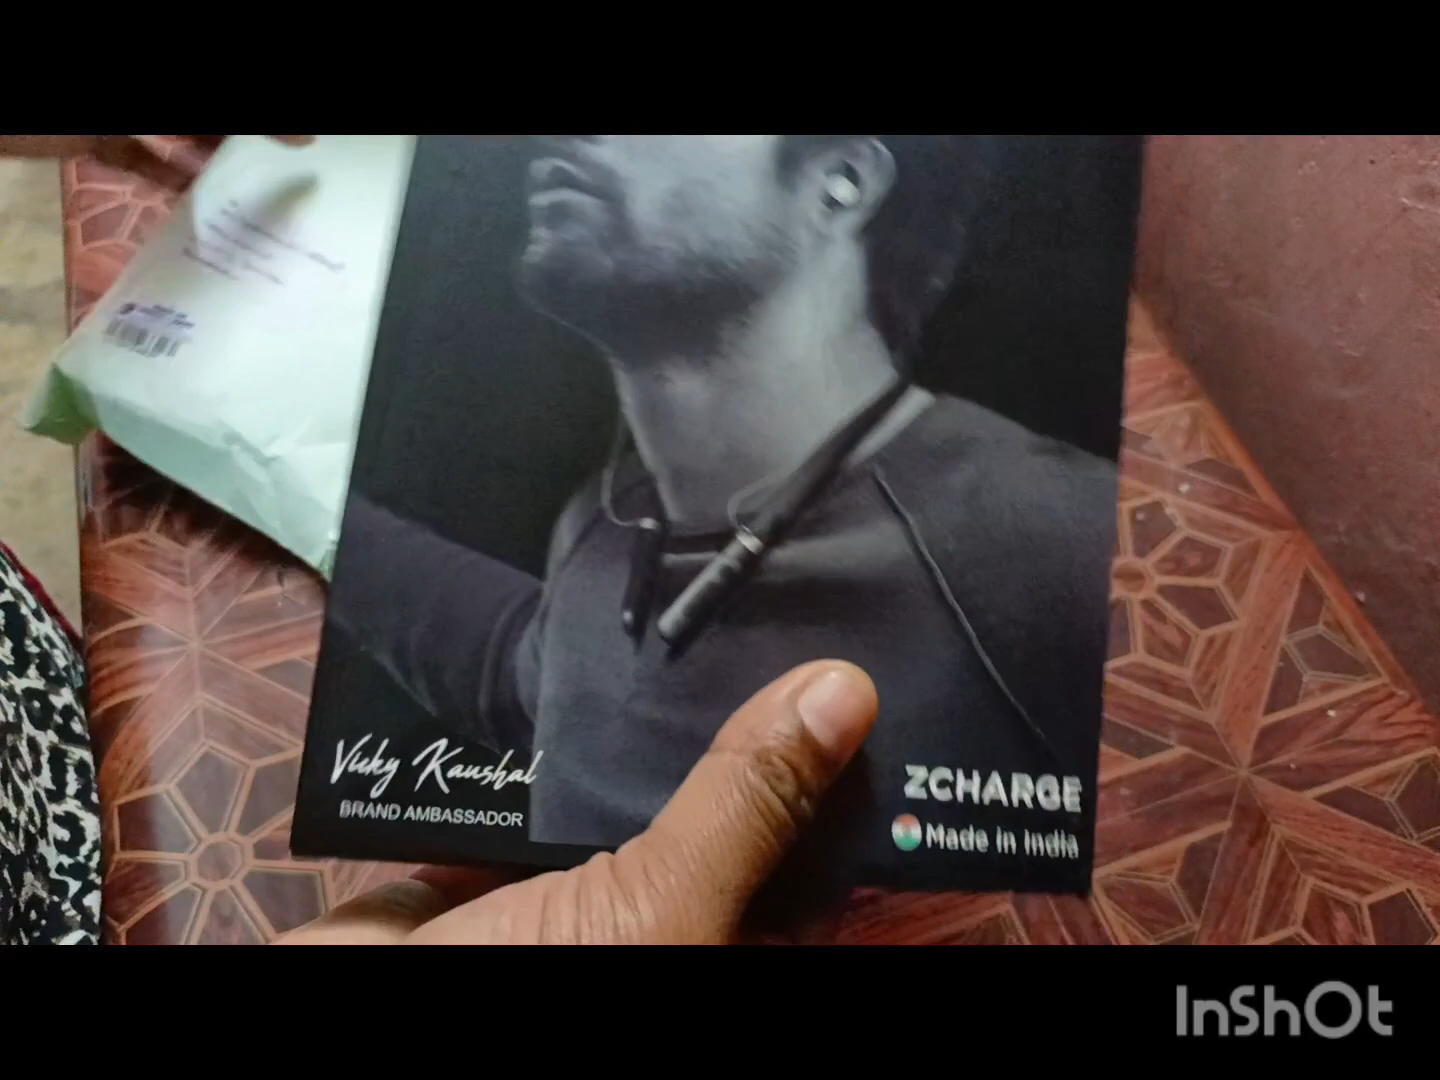 Vicky Kaushal
BRAND AMBASSADOR
ZCHARGE
Made in India
InShOt